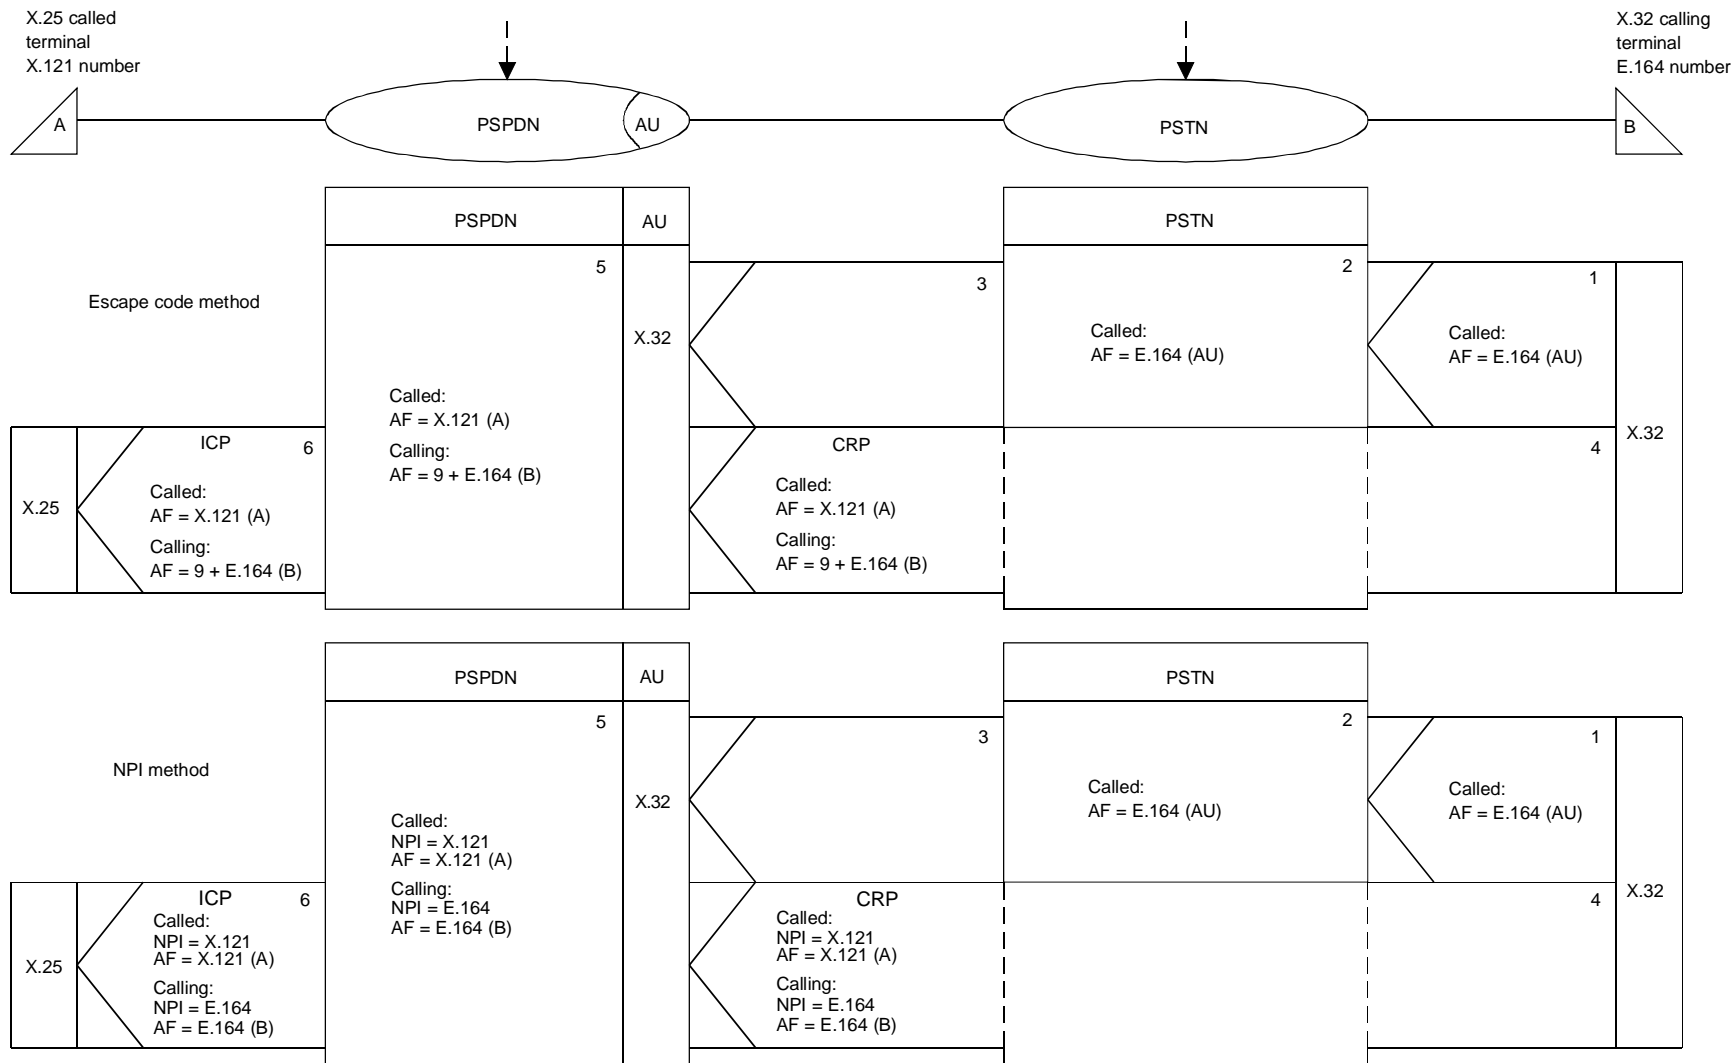 X.25 called
terminal
X.121 number
X.32 calling
terminal
E.164 number
A
PSPDN
AU
PSTN
B
PSPDN
AU
PSTN
Escape code method
5
3
2
1
X.32
Called:
AF = E.164 (AU)
Called:
AF = E.164 (AU)
Called:
AF = X.121 (A)
Calling:
AF = 9 + E.164 (B)
X.25
ICP
6
Called:
AF = X.121 (A)
Calling:
AF = 9 + E.164 (B)
CRP
Called:
AF = X.121 (A)
Calling:
AF = 9 + E.164 (B)
4
X.32
PSPDN
AU
PSTN
NPI method
5
3
2
1
X.32
Called:
AF = E.164 (AU)
Called:
AF = E.164 (AU)
Called:
NPI = X.121
AF = X.121 (A)
Calling:
NPI = E.164
AF = E.164 (B)
X.25
ICP
6
Called:
NPI = X.121
AF = X.121 (A)
Calling:
NPI = E.164
AF = E.164 (B)
CRP
Called:
NPI = X.121
AF = X.121 (A)
Calling:
NPI = E.164
AF = E.164 (B)
4
X.32